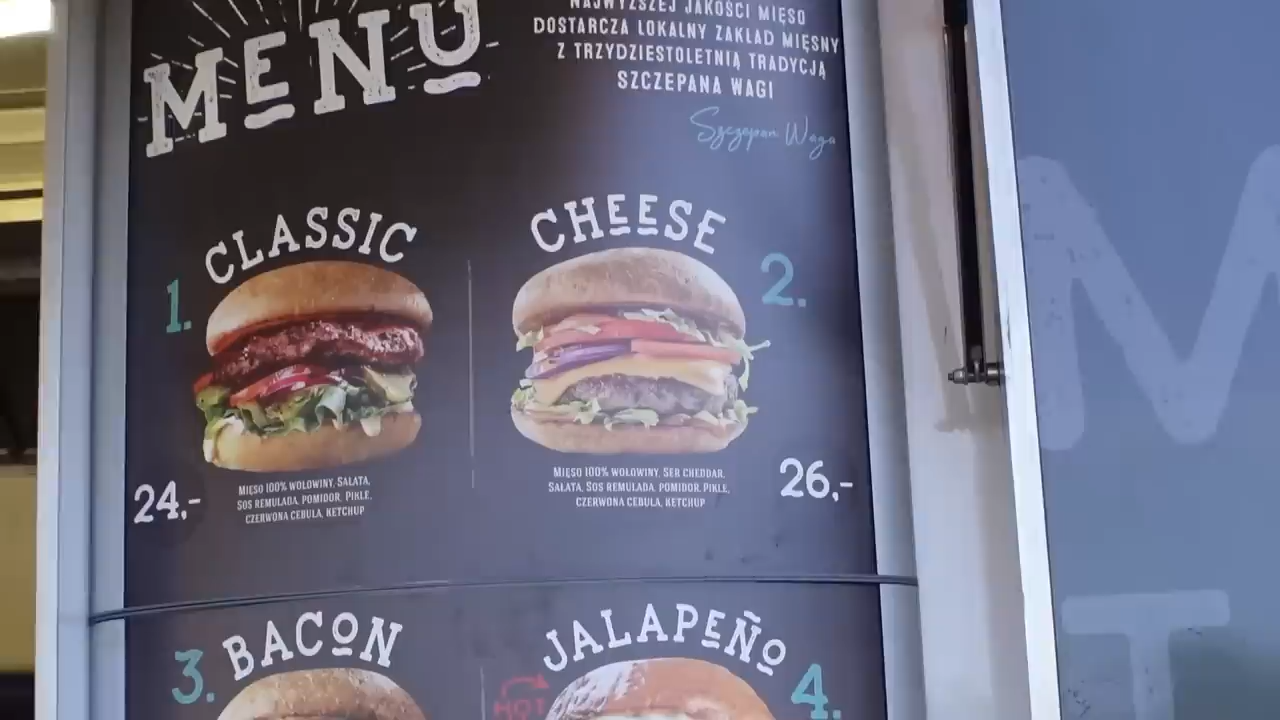 MENU
NAJWYŻSZEJ JAKOŚCI MIĘSO
DOSTARCZA LOKALNY ZAKŁAD MIĘSNY
Z TRZYDZIESTOLETNIĄ TRADYCJĄ
SZCZEPANA WAGI
Szczepan Waga
CLASSIC
1.
24,-
MIĘSO 100% WOŁOWINY, SAŁATA,
SOS REMULADA, POMIDOR, PIKLE,
CZERWONA CEBULA, KETCHUP
CHEESE
2.
MIĘSO 100% WOŁOWINY, SER CHEDDAR,
SAŁATA, SOS REMULADA, POMIDOR, PIKLE,
CZERWONA CEBULA, KETCHUP
26,-
3. BACON
JALAPEÑO
HOT
4.
M
T